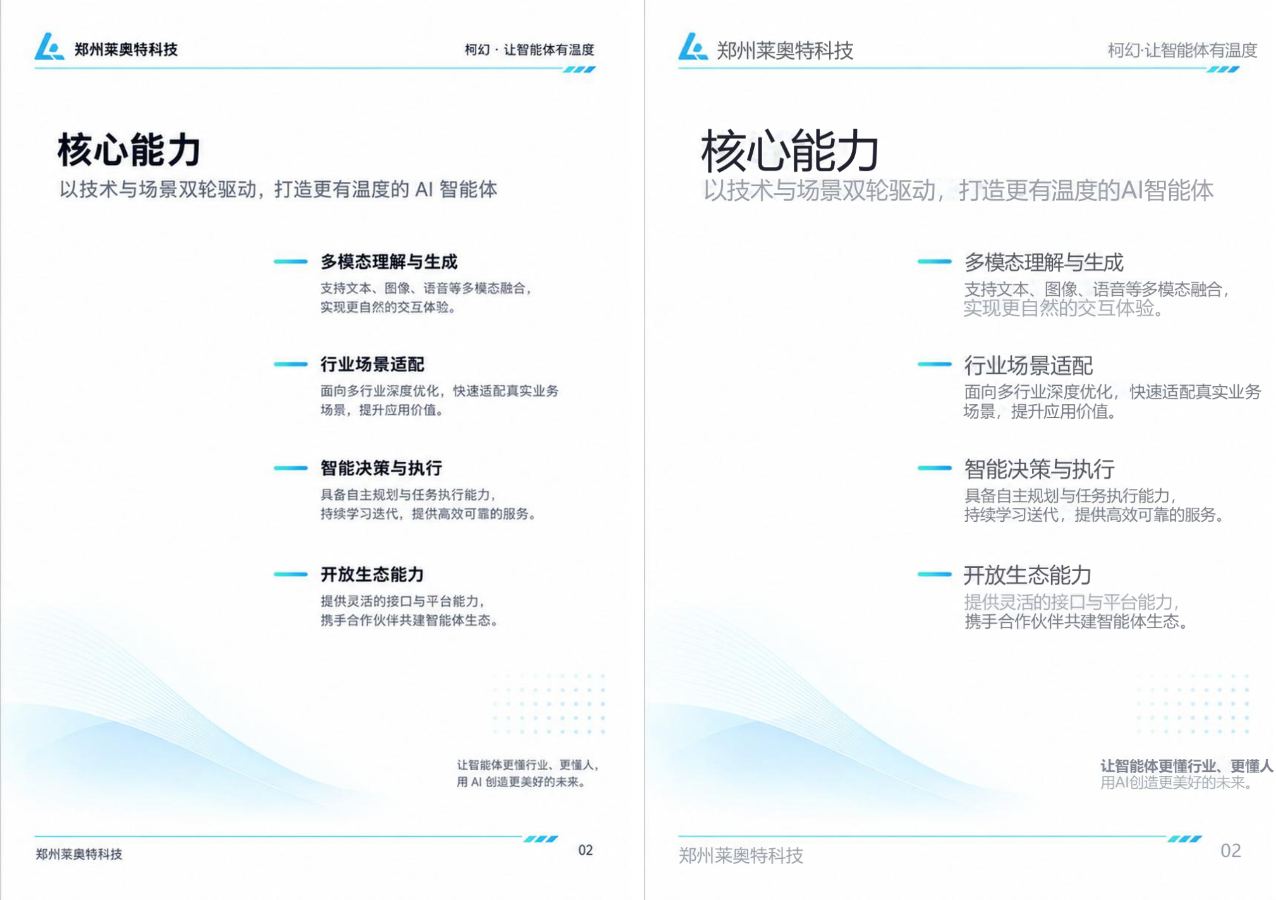 郑州莱奥特科技
柯幻 · 让智能体有温度
核心能力
以技术与场景双轮驱动，打造更有温度的 AI 智能体
多模态理解与生成
支持文本、图像、语音等多模态融合，
实现更自然的交互体验。
行业场景适配
面向多行业深度优化，快速适配真实业务
场景，提升应用价值。
智能决策与执行
具备自主规划与任务执行能力，
持续学习迭代，提供高效可靠的服务。
开放生态能力
提供灵活的接口与平台能力，
携手合作伙伴共建智能体生态。
让智能体更懂行业、更懂人，
用 AI 创造更美好的未来。
郑州莱奥特科技
02
郑州莱奥特科技
柯幻·让智能体有温度
核心能力
以技术与场景双轮驱动，打造更有温度的AI智能体
多模态理解与生成
支持文本、图像、语音等多模态融合，
实现更自然的交互体验。
行业场景适配
面向多行业深度优化，快速适配真实业务
场景，提升应用价值。
智能决策与执行
具备自主规划与任务执行能力，
持续学习送代，提供高效可靠的服务。
开放生态能力
提供灵活的接口与平台能力，
携手合作伙伴共建智能体生态。
让智能体更懂行业、更懂人
用AI创造更美好的未来。
郑州莱奥特科技
02